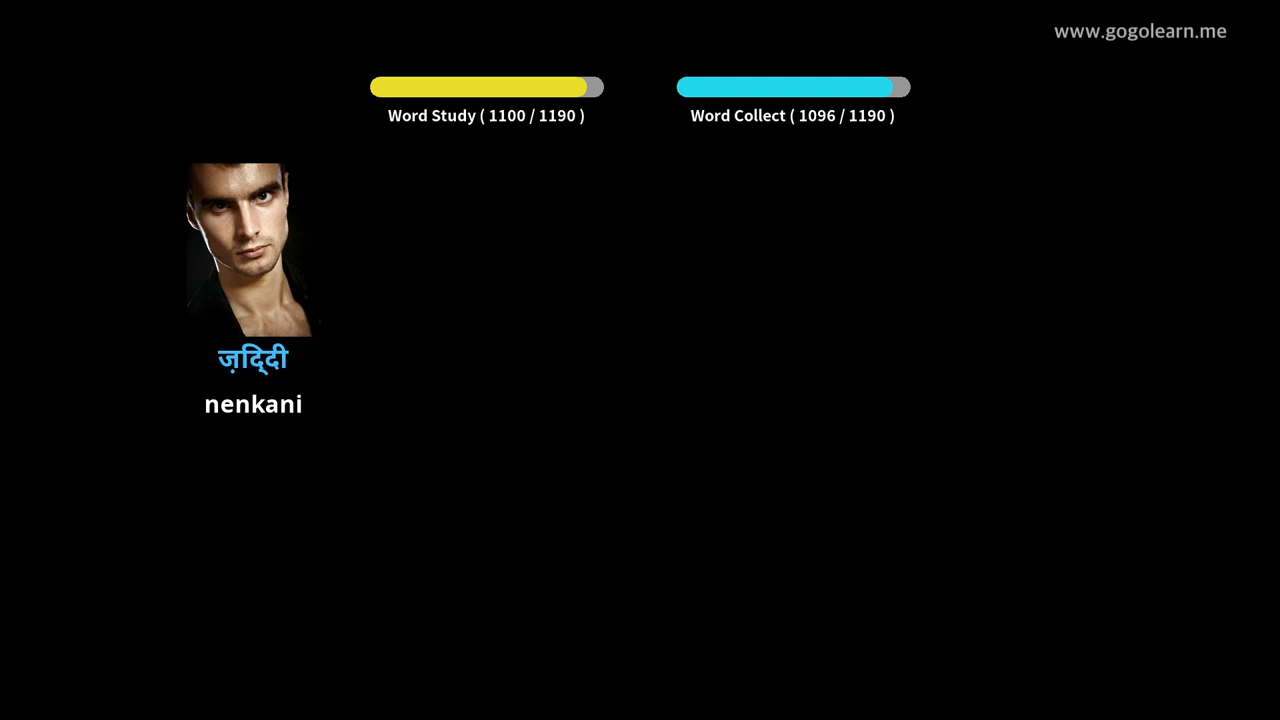 www.gogolearn.me
Word Study ( 1100 / 1190 )
Word Collect ( 1096 / 1190 )
ज़िद्दी
nenkani